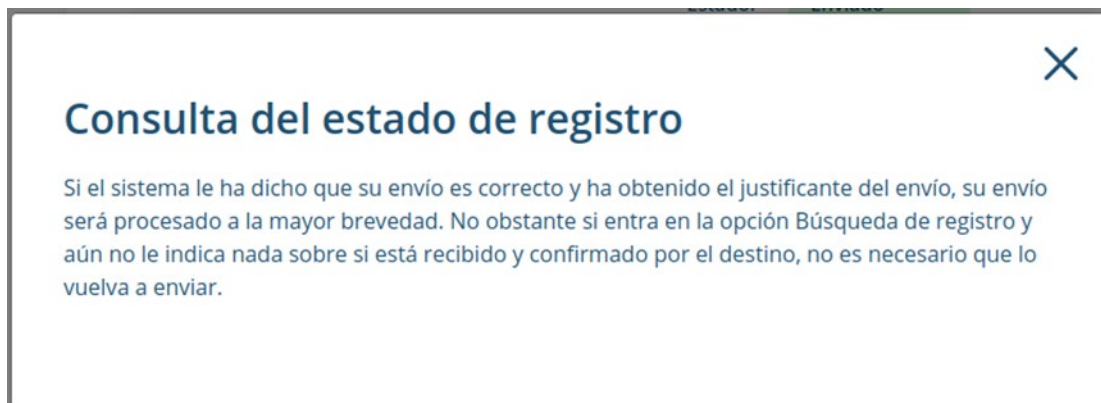 Consulta del estado de registro
Si el sistema le ha dicho que su envío es correcto y ha obtenido el justificante del envío, su envío
será procesado a la mayor brevedad. No obstante si entra en la opción Búsqueda de registro y
aún no le indica nada sobre si está recibido y confirmado por el destino, no es necesario que lo
vuelva a enviar.